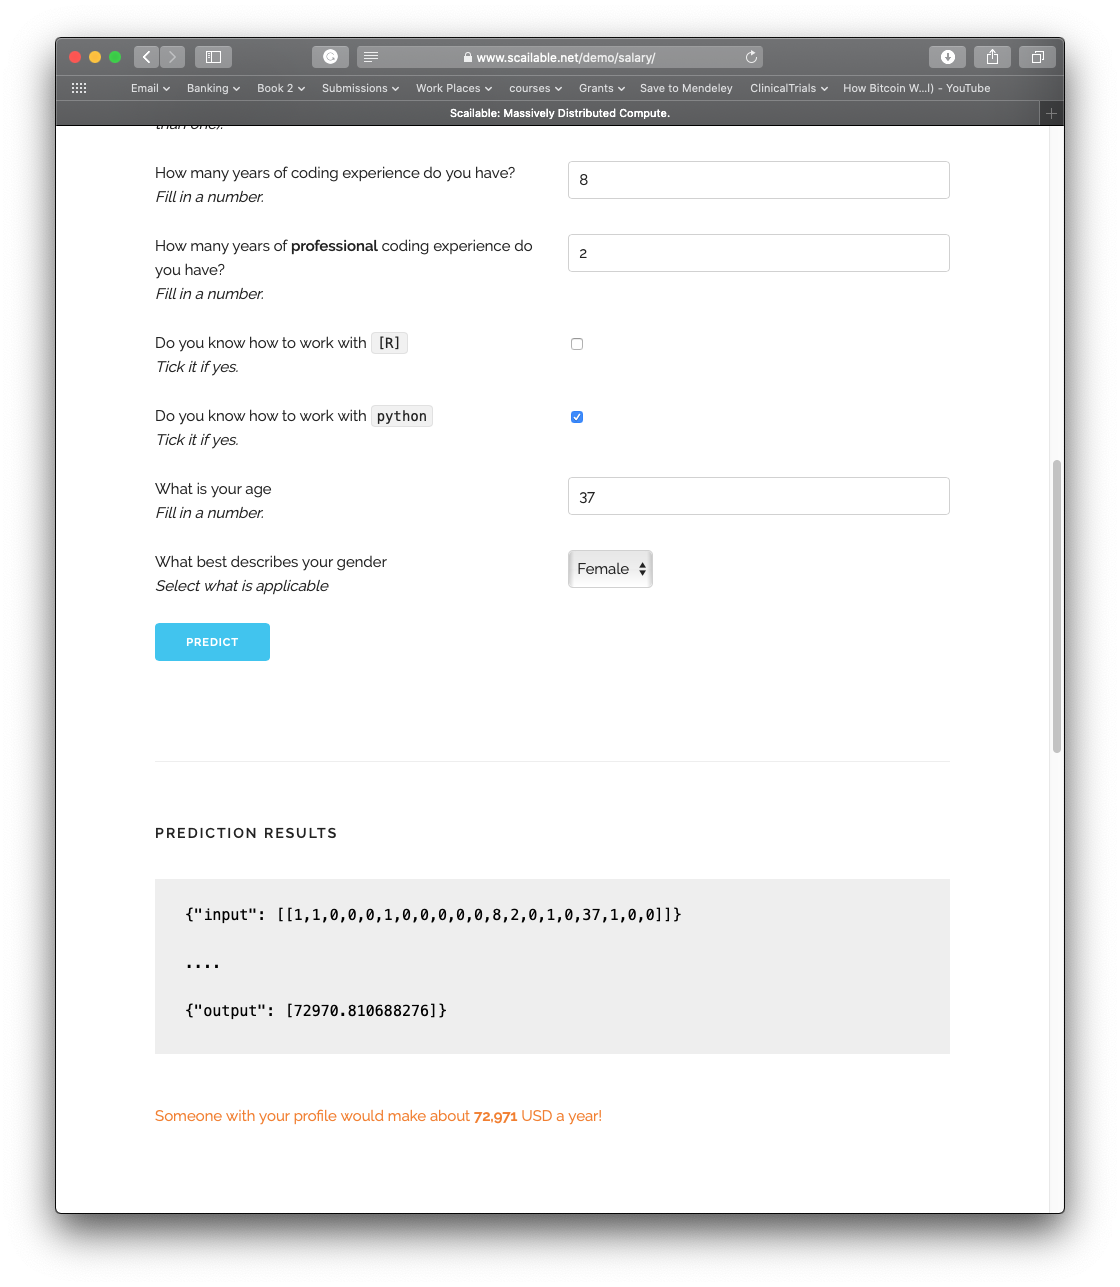 www.scailable.net/demo/salary/
Email Banking Book 2 Submissions Work Places courses Grants Save to Mendeley ClinicalTrials How Bitcoin W...l) - YouTube
Scailable: Massively Distributed Compute.
than one).
How many years of coding experience do you have?
8
Fill in a number.
How many years of professional coding experience do
2
you have?
Fill in a number.
Do you know how to work with [R]
Tick it if yes.
Do you know how to work with python
Tick it if yes.
What is your age
37
Fill in a number.
What best describes your gender
Female
Select what is applicable
PREDICT
PREDICTION RESULTS
{"input": [[1,1,0,0,0,1,0,0,0,0,0,8,2,0,1,0,37,1,0,0]]}
....
{"output": [72970.810688276]}
Someone with your profile would make about 72,971 USD a year!